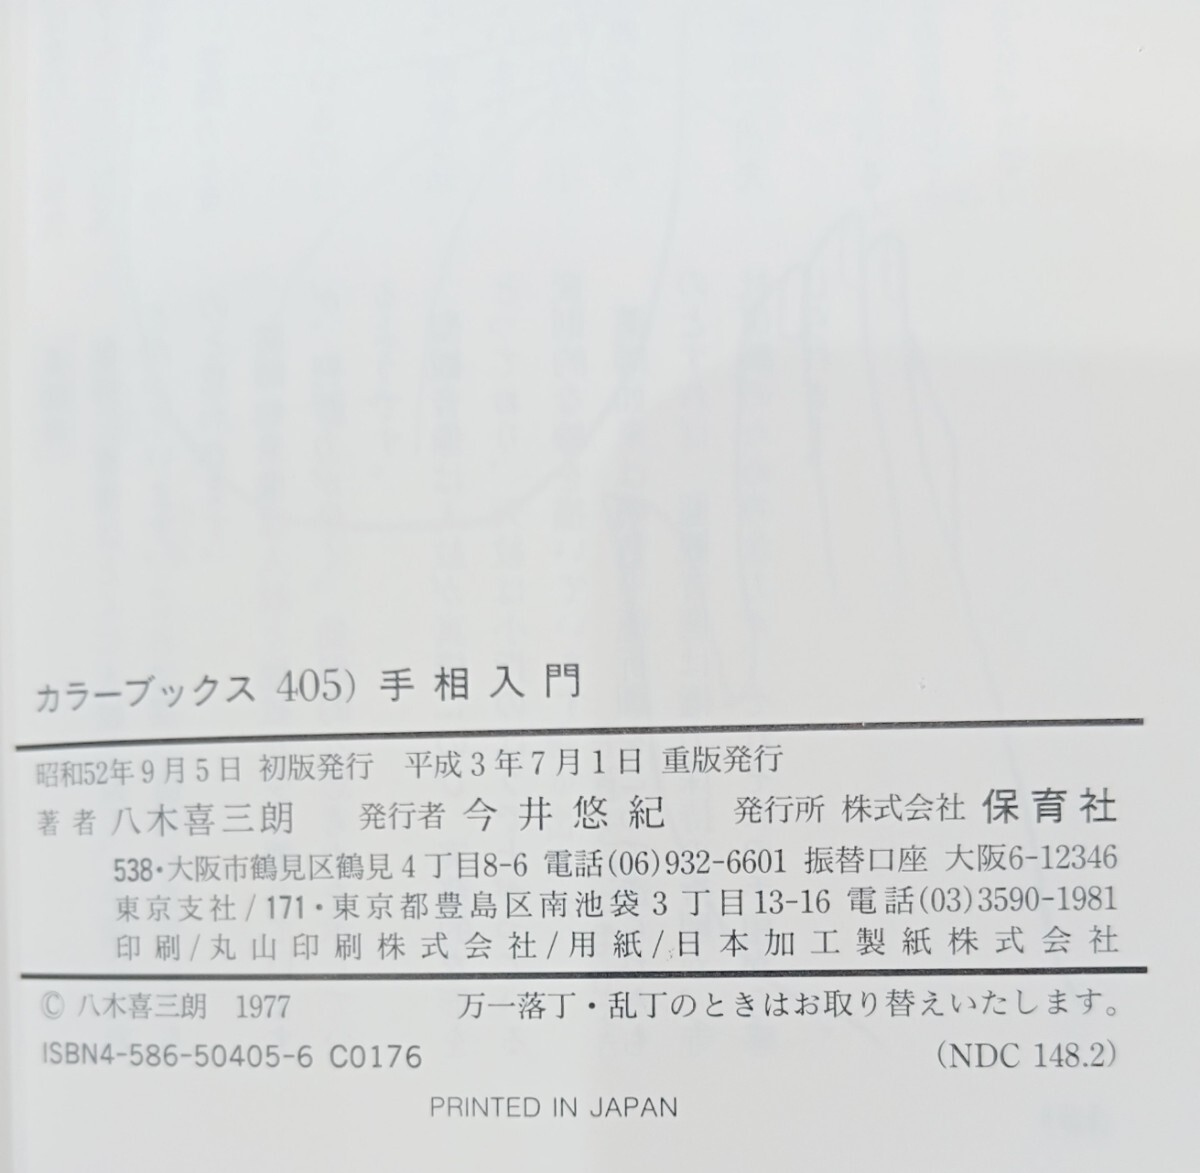 カラーブックス 405) 手相入門
昭和52年9月5日 初版発行 平成3年7月1日 重版発行
著者 八木喜三朗 発行者 今井悠紀 発行所 株式会社 保育社
538・大阪市鶴見区鶴見4丁目8-6 電話(06)932-6601 振替口座 大阪6-12346
東京支社/171・東京都豊島区南池袋3丁目13-16 電話(03)3590-1981
印刷/丸山印刷株式会社/用紙/日本加工製紙株式会社
© 八木喜三朗 1977 万一落丁・乱丁のときはお取り替えいたします。
ISBN4-586-50405-6 C0176 (NDC 148.2)
PRINTED IN JAPAN